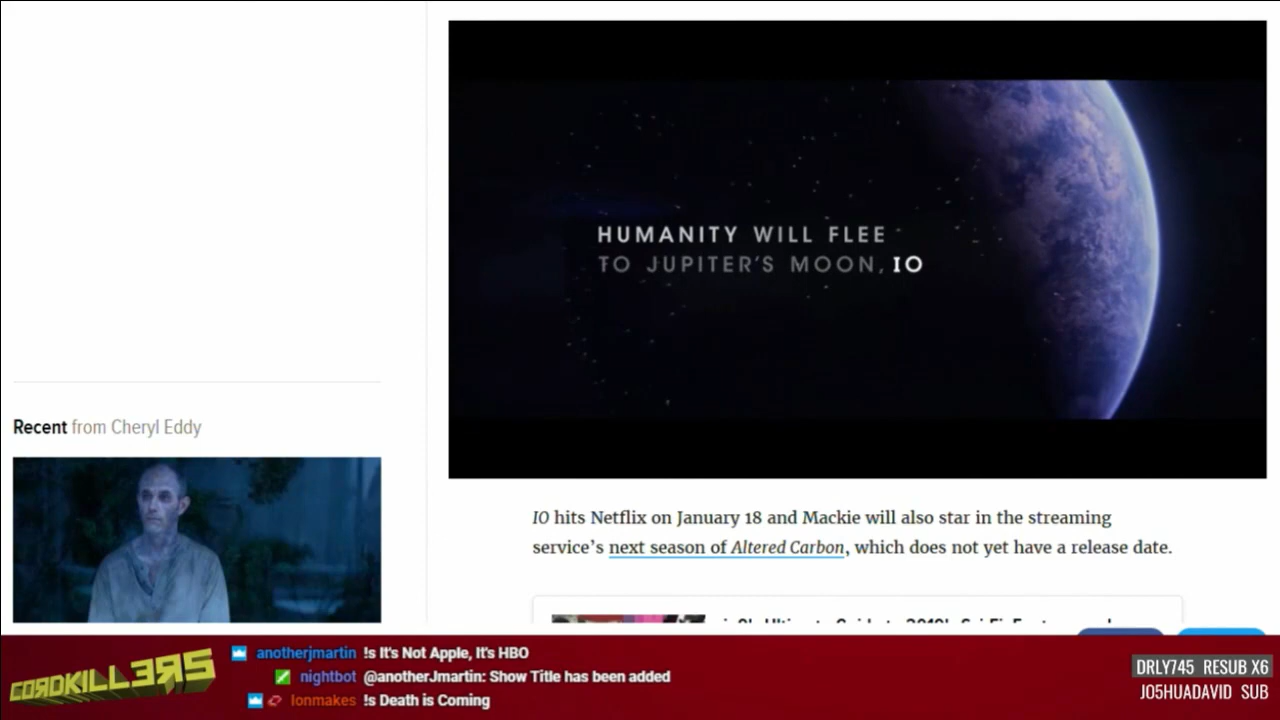 HUMANITY WILL FLEE
TO JUPITER'S MOON, IO
Recent from Cheryl Eddy
IO hits Netflix on January 18 and Mackie will also star in the streaming
service's next season of Altered Carbon, which does not yet have a release date.
CORDKILLERS
anotherjmartin !s It's Not Apple, It's HBO
nightbot @anotherJmartin: Show Title has been added
lonmakes !s Death is Coming
DRLY745 RESUB X6
JO5HUADAVID SUB